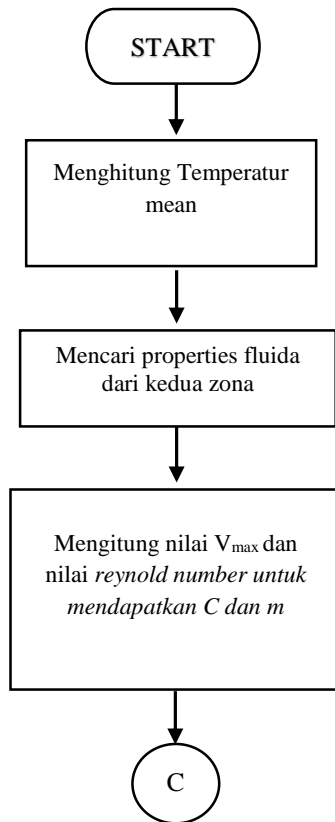 START
Menghitung Temperatur
mean
Mencari properties fluida
dari kedua zona
Mengitung nilai Vmax dan
nilai reynold number untuk
mendapatkan C dan m
C